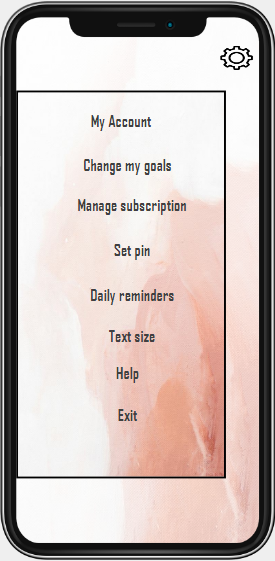 My Account
Change my goals
Manage subscription
Set pin
Daily reminders
Text size
Help
Exit